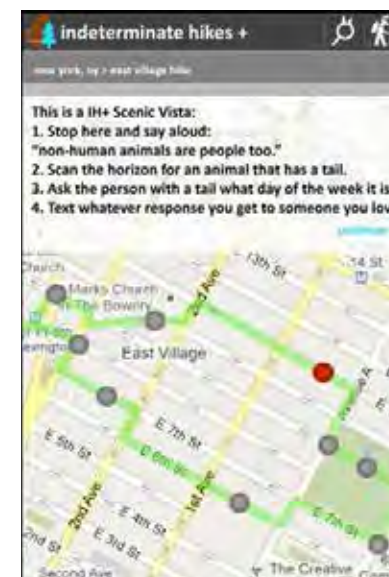 indeterminate hikes +
new york, ny > east village hike
This is a IH+ Scenic Vista:
1. Stop here and say aloud:
"non-human animals are people too."
2. Scan the horizon for an animal that has a tail.
3. Ask the person with a tail what day of the week it is
4. Text whatever response you get to someone you lov
Church
13th St
14 St
Marks Church
In The Bowery
2nd Ave
East Village
E 7th St
E 5th St
1st Ave
2nd Ave
E 4th St
E 7th St
2nd St
E 3rd St
Second Ave
The Creative